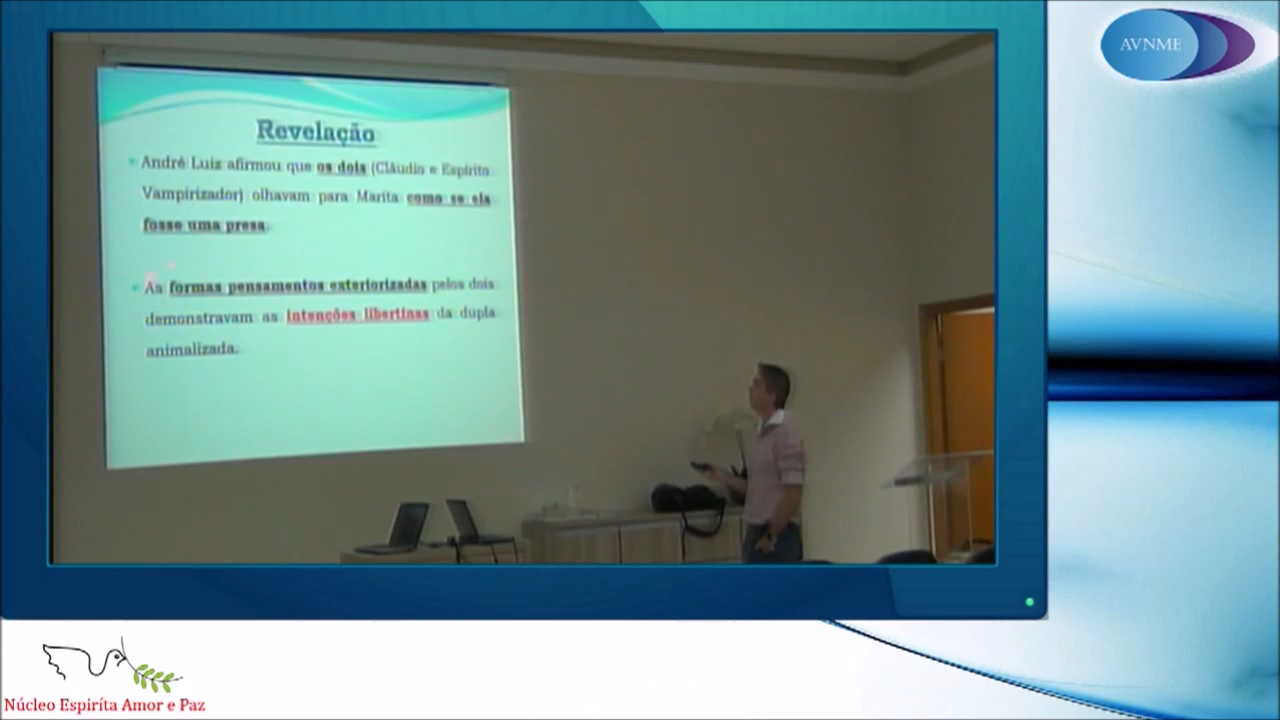 AVNME
Revelação
André Luiz afirmou que os dois (Cláudio e Espírito
Vampirizador) olhavam para Marita como se ela
fosse uma presa.
As formas pensamentos exteriorizadas pelos dois
demonstravam as intenções libertinas da dupla
animalizada.
Núcleo Espiríta Amor e Paz